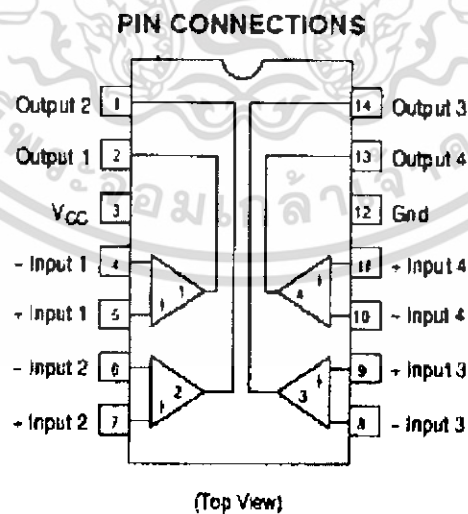 PIN CONNECTIONS
Output 2 1 14 Output 3
Output 1 2 13 Output 4
VCC 3 12 Gnd
- Input 1 4 11 + Input 4
+ Input 1 5 1 4 10 - Input 4
- Input 2 6 9 + Input 3
+ Input 2 7 2 3 8 - Input 3
(Top View)